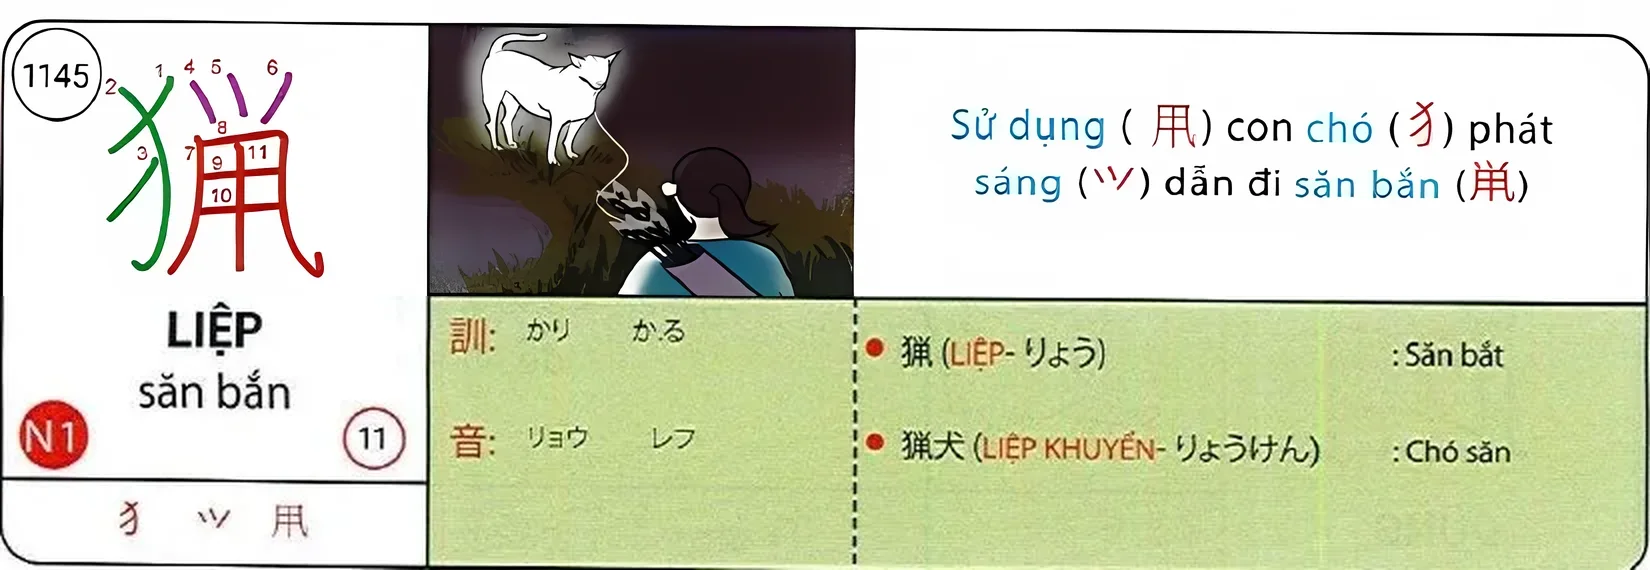 1145
1 2 3 4 5 6 7 8 9 10 11
猟
LIỆP
săn bắn
N1
11
犭 ⺍ 用
Sử dụng ( 用) con chó (犭) phát
sáng (⺍) dẫn đi săn bắn (巤)
訓: かり か.る
音: リョウ レフ
● 猟 (LIỆP- りょう) : Săn bắt
● 猟犬 (LIỆP KHUYỂN- りょうけん) : Chó săn